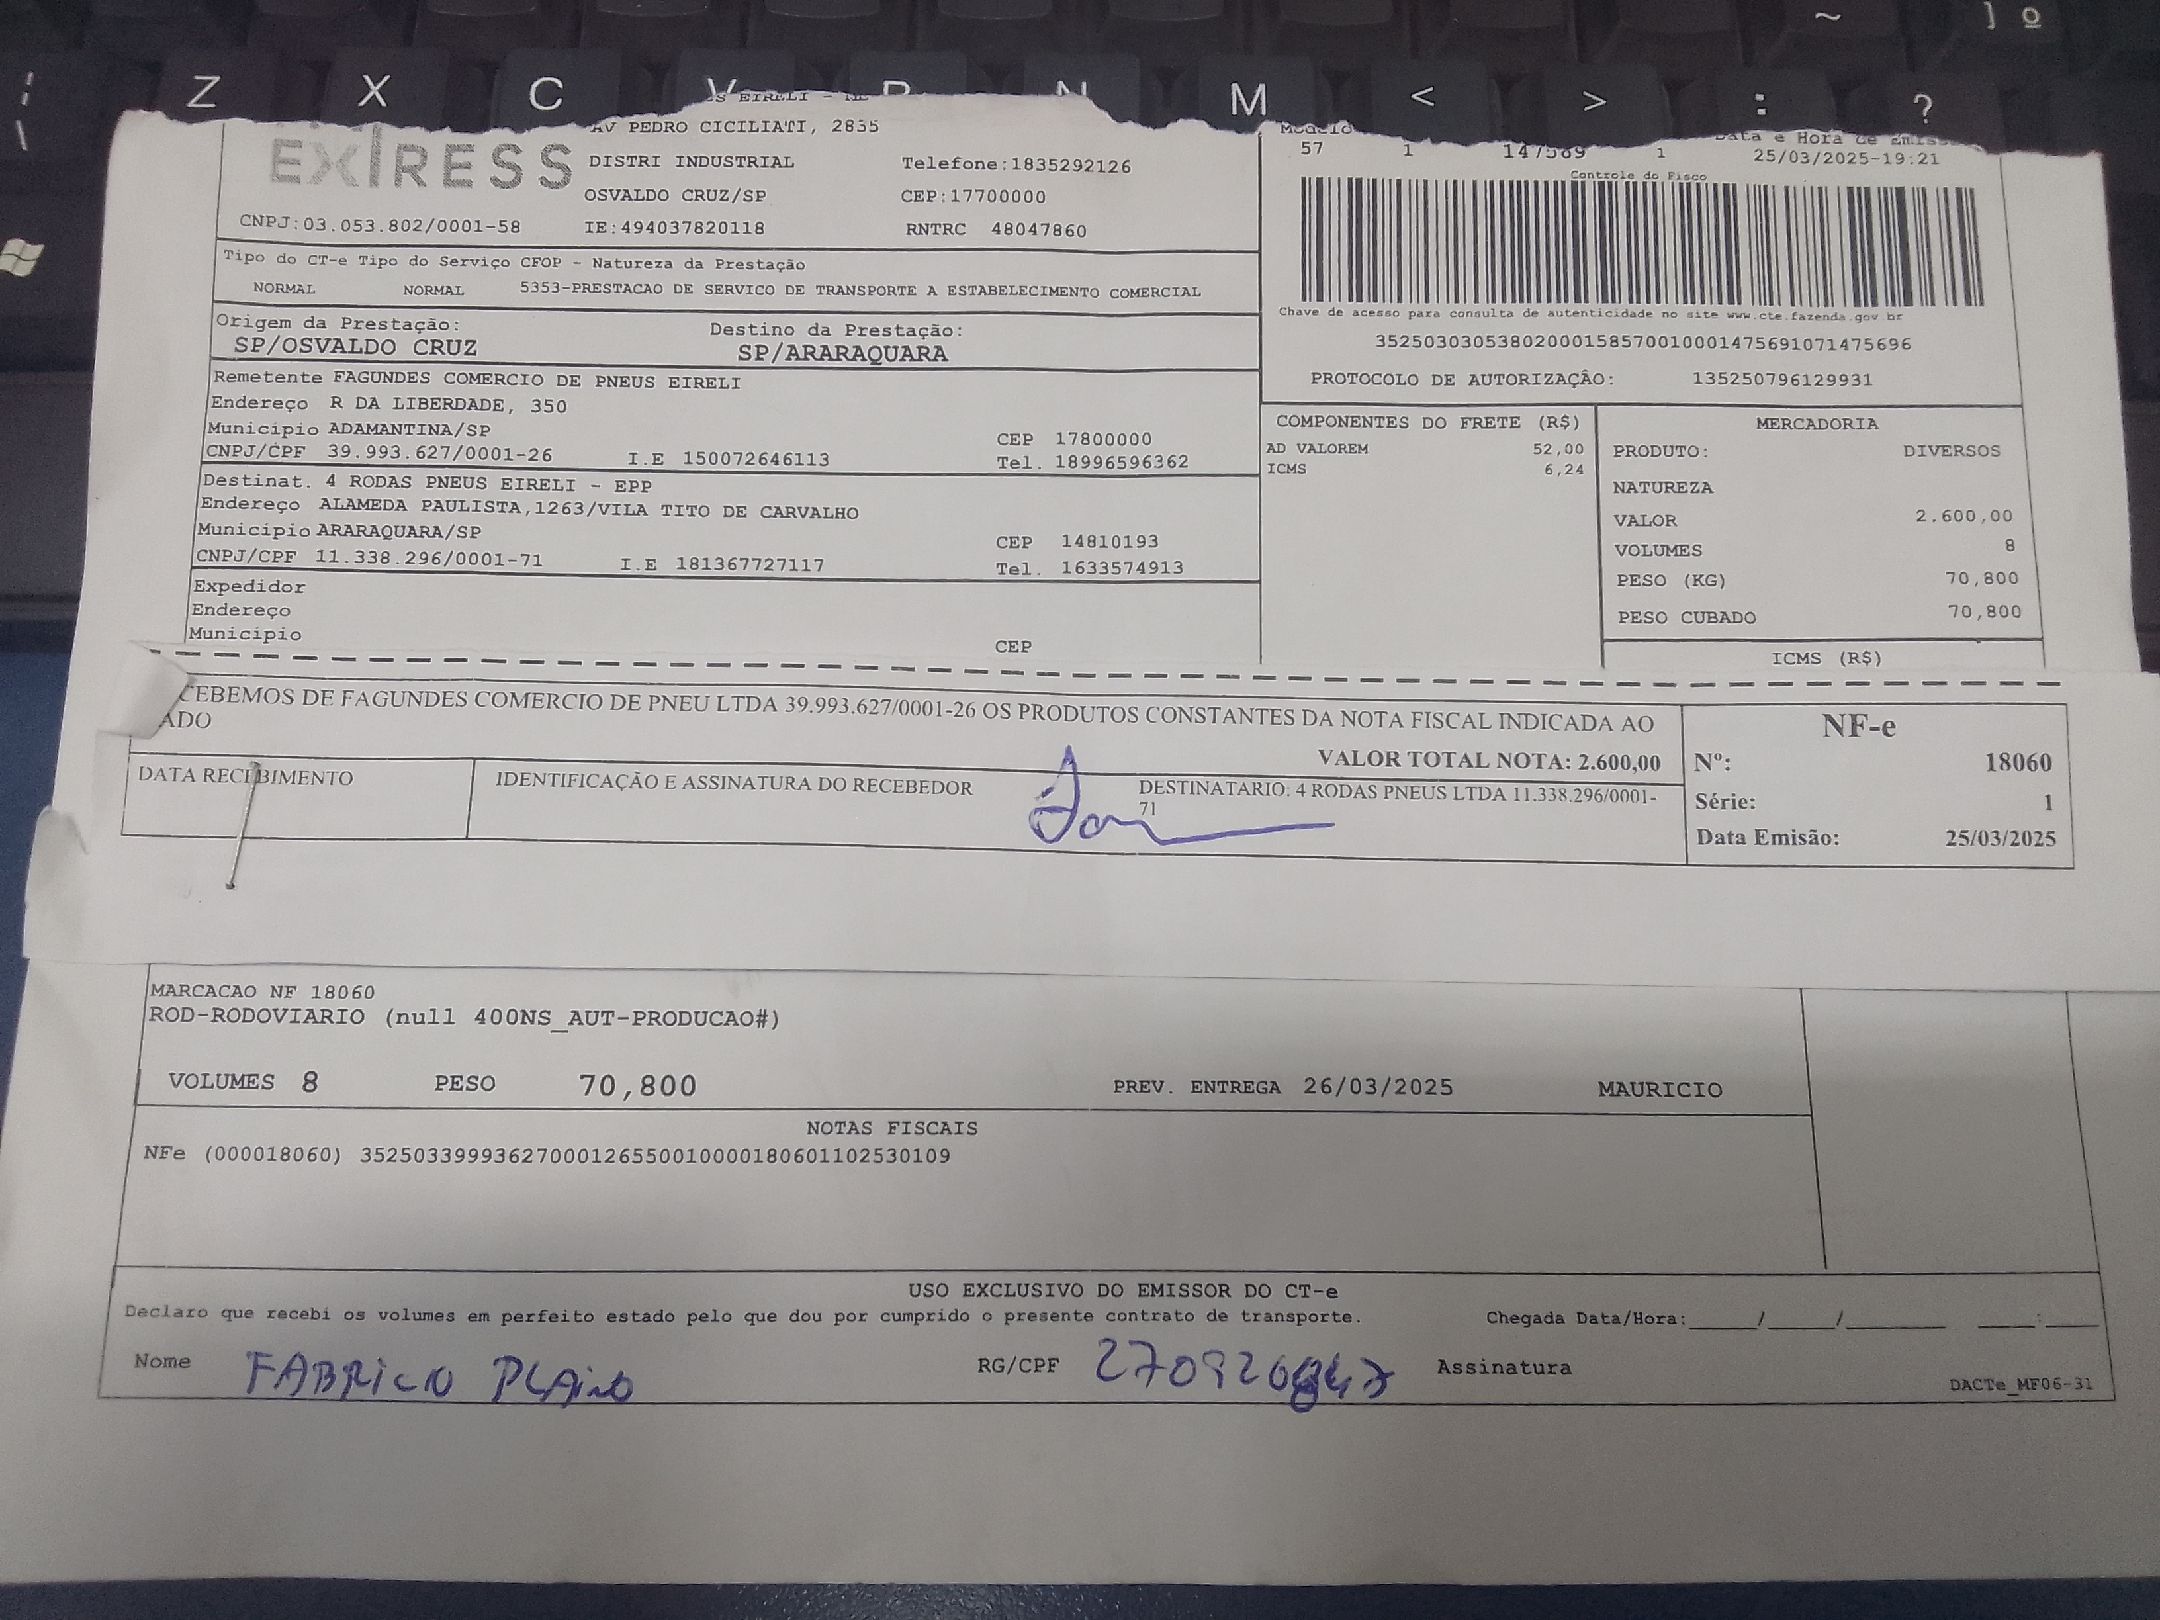 ~ ] º
Z X C V B N M < > : ?
AV PEDRO CICILIATI, 2835
EXPRESS
DISTRI INDUSTRIAL Telefone:1835292126
OSVALDO CRUZ/SP CEP:17700000
CNPJ:03.053.802/0001-58 IE:494037820118 RNTRC 48047860
Tipo do CT-e Tipo do Serviço CFOP - Natureza da Prestação
NORMAL NORMAL 5353-PRESTACAO DE SERVICO DE TRANSPORTE A ESTABELECIMENTO COMERCIAL
Origem da Prestação: Destino da Prestação:
SP/OSVALDO CRUZ SP/ARARAQUARA
Remetente FAGUNDES COMERCIO DE PNEUS EIRELI
Endereço R DA LIBERDADE, 350
Municipio ADAMANTINA/SP CEP 17800000
CNPJ/CPF 39.993.627/0001-26 I.E 150072646113 Tel. 18996596362
Destinat. 4 RODAS PNEUS EIRELI - EPP
Endereço ALAMEDA PAULISTA,1263/VILA TITO DE CARVALHO
Municipio ARARAQUARA/SP CEP 14810193
CNPJ/CPF 11.338.296/0001-71 I.E 181367727117 Tel. 1633574913
Expedidor
Endereço
Municipio CEP
Modelo Data e Hora de
57 1 1 25/03/2025-19:21
Controle do Fisco
Chave de acesso para consulta de autenticidade no site www.cte.fazenda.gov.br
35250303053802000158570010001475691071475696
PROTOCOLO DE AUTORIZAÇÃO: 135250796129931
COMPONENTES DO FRETE (R$)
AD VALOREM 52,00
ICMS 6,24
MERCADORIA
PRODUTO: DIVERSOS
NATUREZA
VALOR 2.600,00
VOLUMES 8
PESO (KG) 70,800
PESO CUBADO 70,800
ICMS (R$)
CEBEMOS DE FAGUNDES COMERCIO DE PNEU LTDA 39.993.627/0001-26 OS PRODUTOS CONSTANTES DA NOTA FISCAL INDICADA AO
ADO
VALOR TOTAL NOTA: 2.600,00
DATA RECEBIMENTO IDENTIFICAÇÃO E ASSINATURA DO RECEBEDOR DESTINATARIO: 4 RODAS PNEUS LTDA 11.338.296/0001-
71
NF-e
Nº: 18060
Série: 1
Data Emisão: 25/03/2025
MARCACAO NF 18060
ROD-RODOVIARIO (null 400NS_AUT-PRODUCAO#)
VOLUMES 8 PESO 70,800 PREV. ENTREGA 26/03/2025 MAURICIO
NOTAS FISCAIS
NFe (000018060) 35250339993627000126550010000180601102530109
USO EXCLUSIVO DO EMISSOR DO CT-e
Declaro que recebi os volumes em perfeito estado pelo que dou por cumprido o presente contrato de transporte. Chegada Data/Hora:____/____/______ ___:___
Nome FABRICIO RG/CPF Assinatura
DACTe_MF06-31